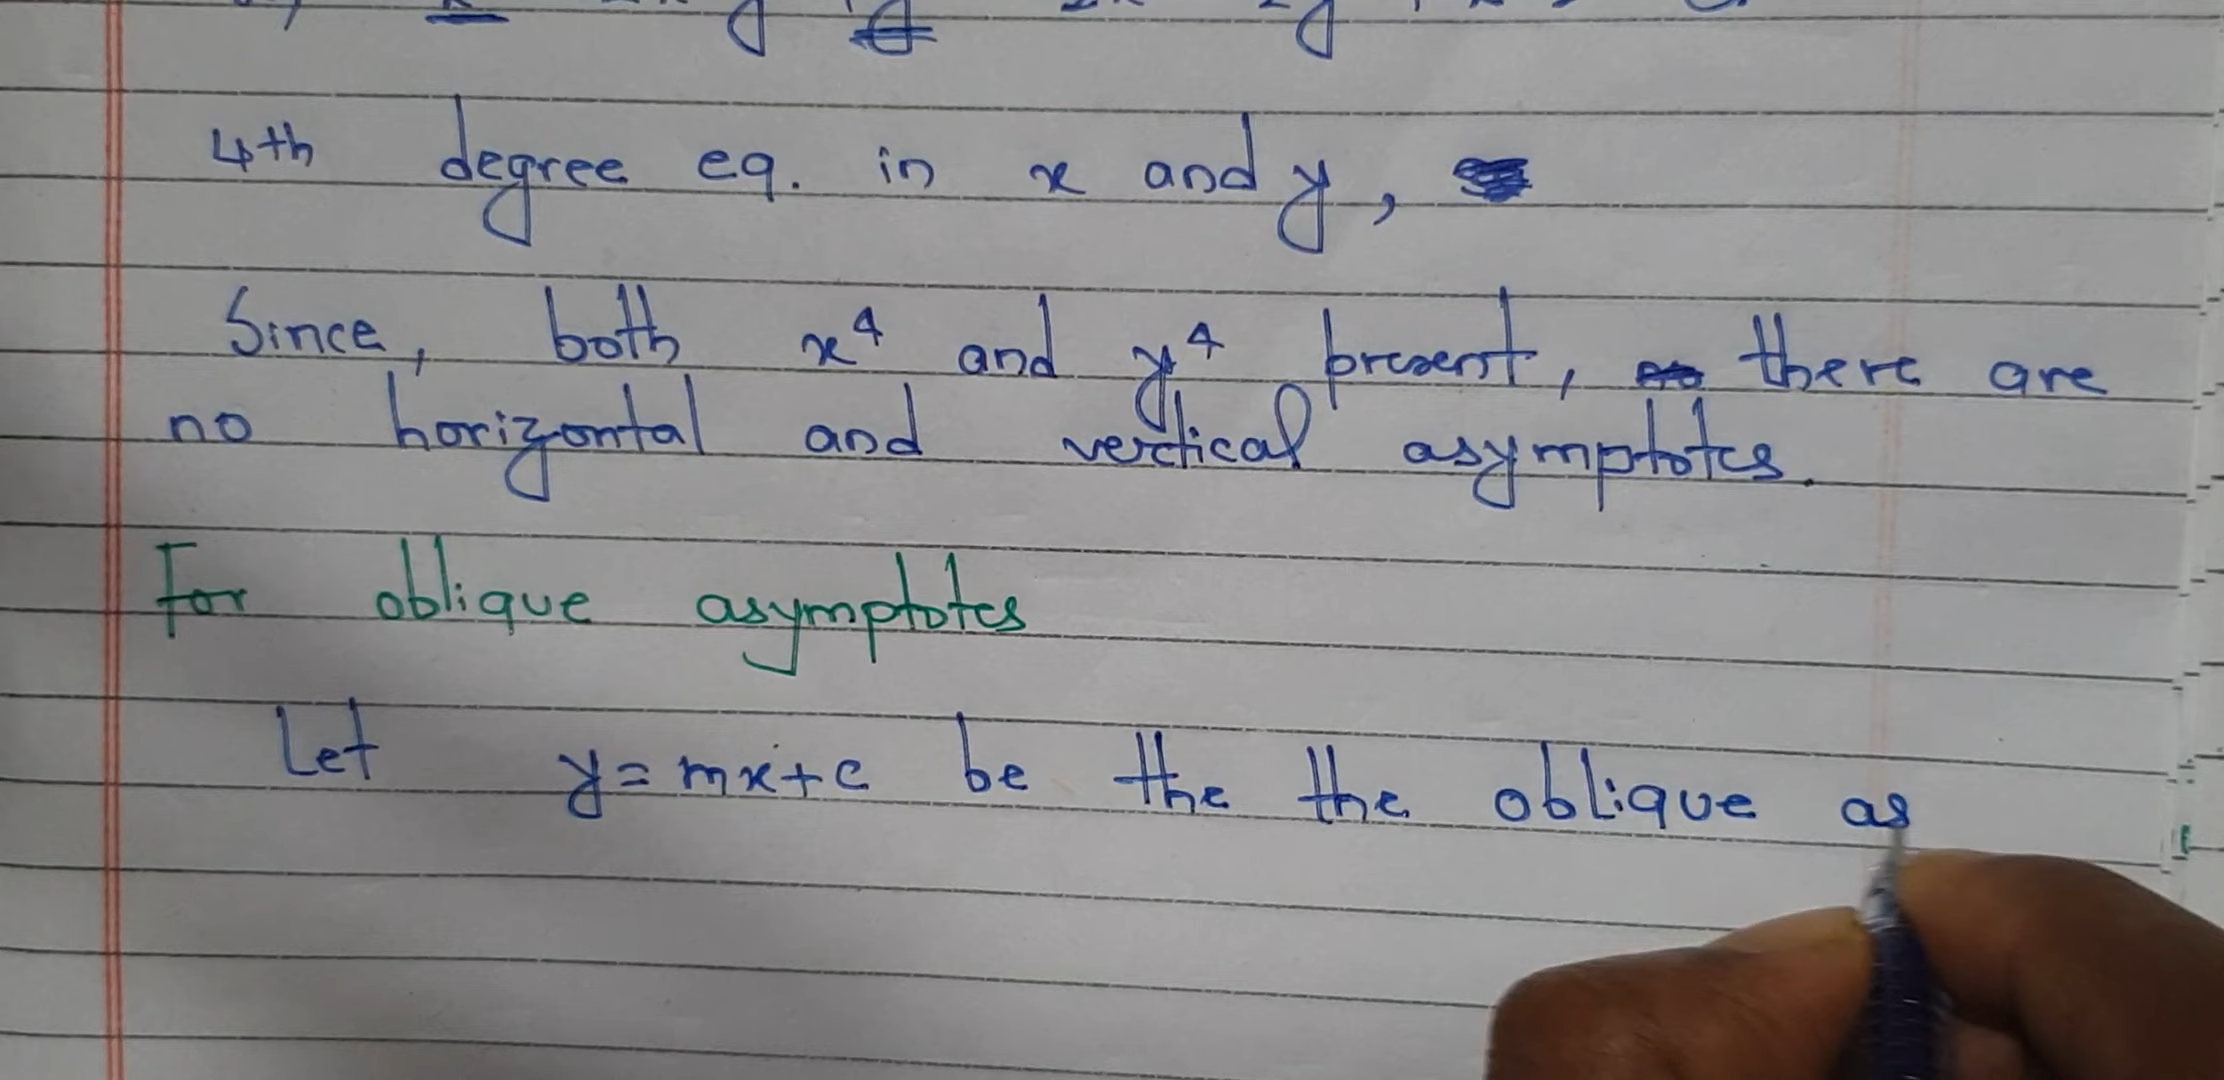 4th degree eq. in x and y,
Since, both x⁴ and y⁴ present, there are
no horizontal and vertical asymptotes.
For oblique asymptotes
Let y=mx+c be the the oblique as